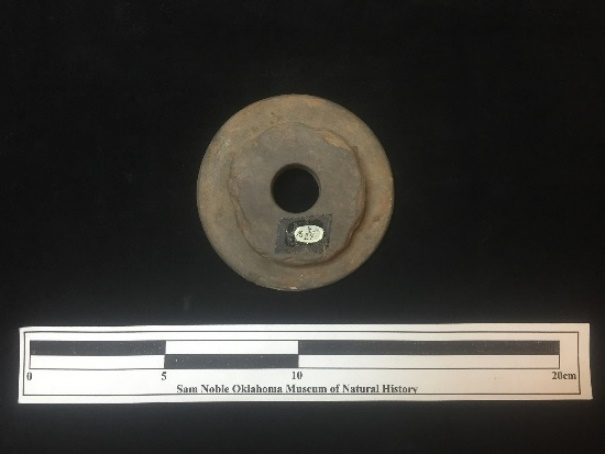 0 5 10 20cm
Sam Noble Oklahoma Museum of Natural History